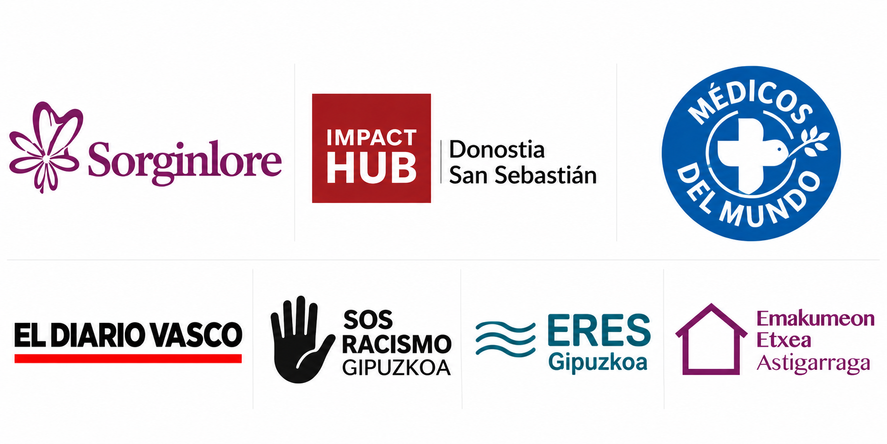 Sorginlore
IMPACT
HUB
Donostia
San Sebastián
MÉDICOS
DEL MUNDO
EL DIARIO VASCO
SOS
RACISMO
GIPUZKOA
ERES
Gipuzkoa
Emakumeon
Etxea
Astigarraga